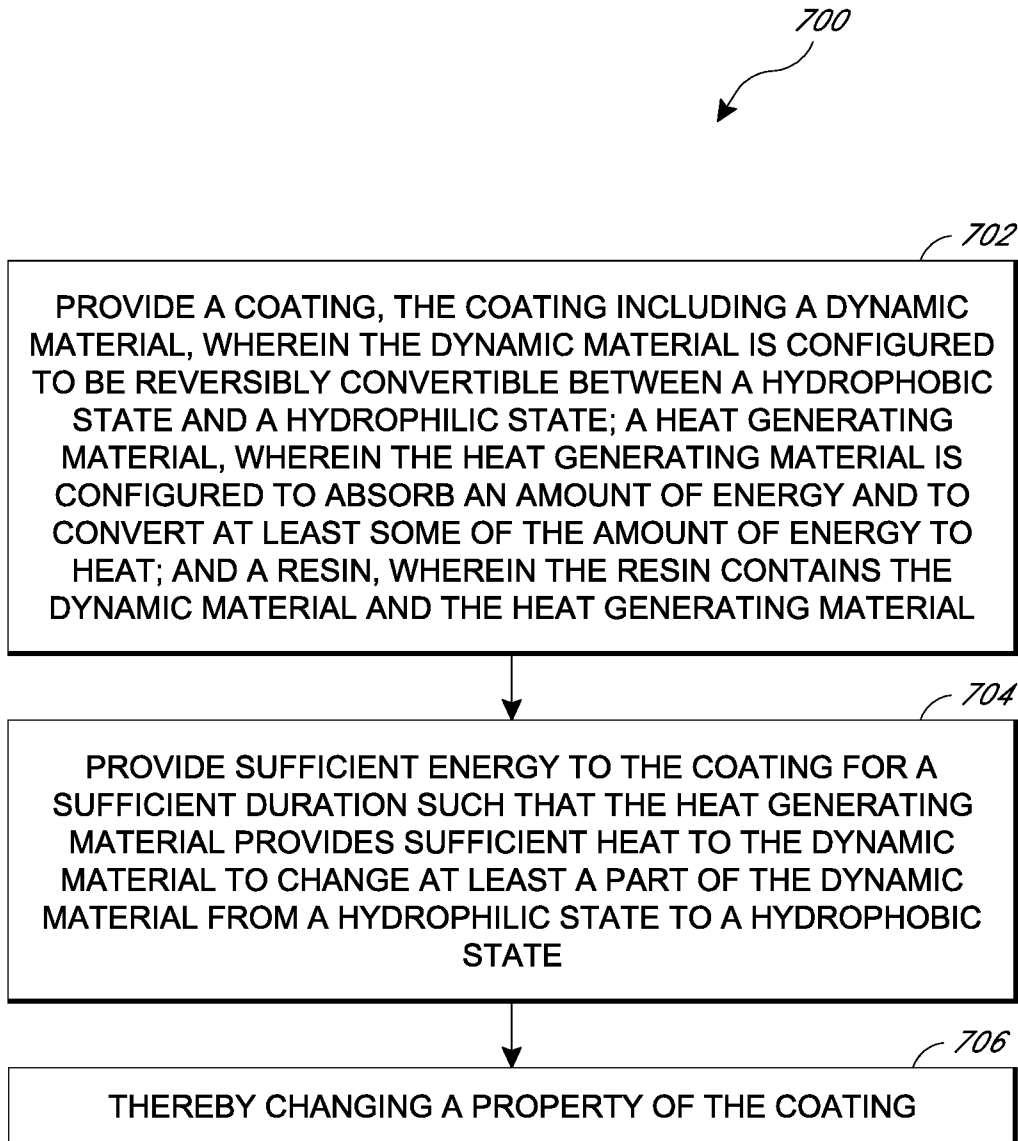 700
702
PROVIDE A COATING, THE COATING INCLUDING A DYNAMIC
MATERIAL, WHEREIN THE DYNAMIC MATERIAL IS CONFIGURED
TO BE REVERSIBLY CONVERTIBLE BETWEEN A HYDROPHOBIC
STATE AND A HYDROPHILIC STATE; A HEAT GENERATING
MATERIAL, WHEREIN THE HEAT GENERATING MATERIAL IS
CONFIGURED TO ABSORB AN AMOUNT OF ENERGY AND TO
CONVERT AT LEAST SOME OF THE AMOUNT OF ENERGY TO
HEAT; AND A RESIN, WHEREIN THE RESIN CONTAINS THE
DYNAMIC MATERIAL AND THE HEAT GENERATING MATERIAL
704
PROVIDE SUFFICIENT ENERGY TO THE COATING FOR A
SUFFICIENT DURATION SUCH THAT THE HEAT GENERATING
MATERIAL PROVIDES SUFFICIENT HEAT TO THE DYNAMIC
MATERIAL TO CHANGE AT LEAST A PART OF THE DYNAMIC
MATERIAL FROM A HYDROPHILIC STATE TO A HYDROPHOBIC
STATE
706
THEREBY CHANGING A PROPERTY OF THE COATING